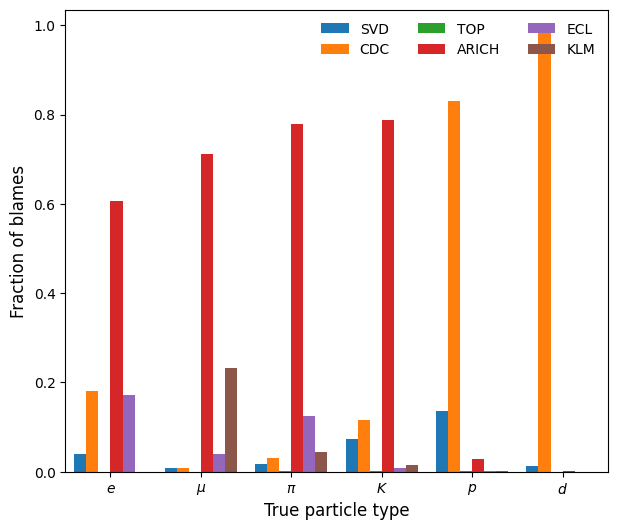 SVD TOP ECL
CDC ARICH KLM
Fraction of blames
1.0
0.8
0.6
0.4
0.2
0.0
e μ π K p d
True particle type